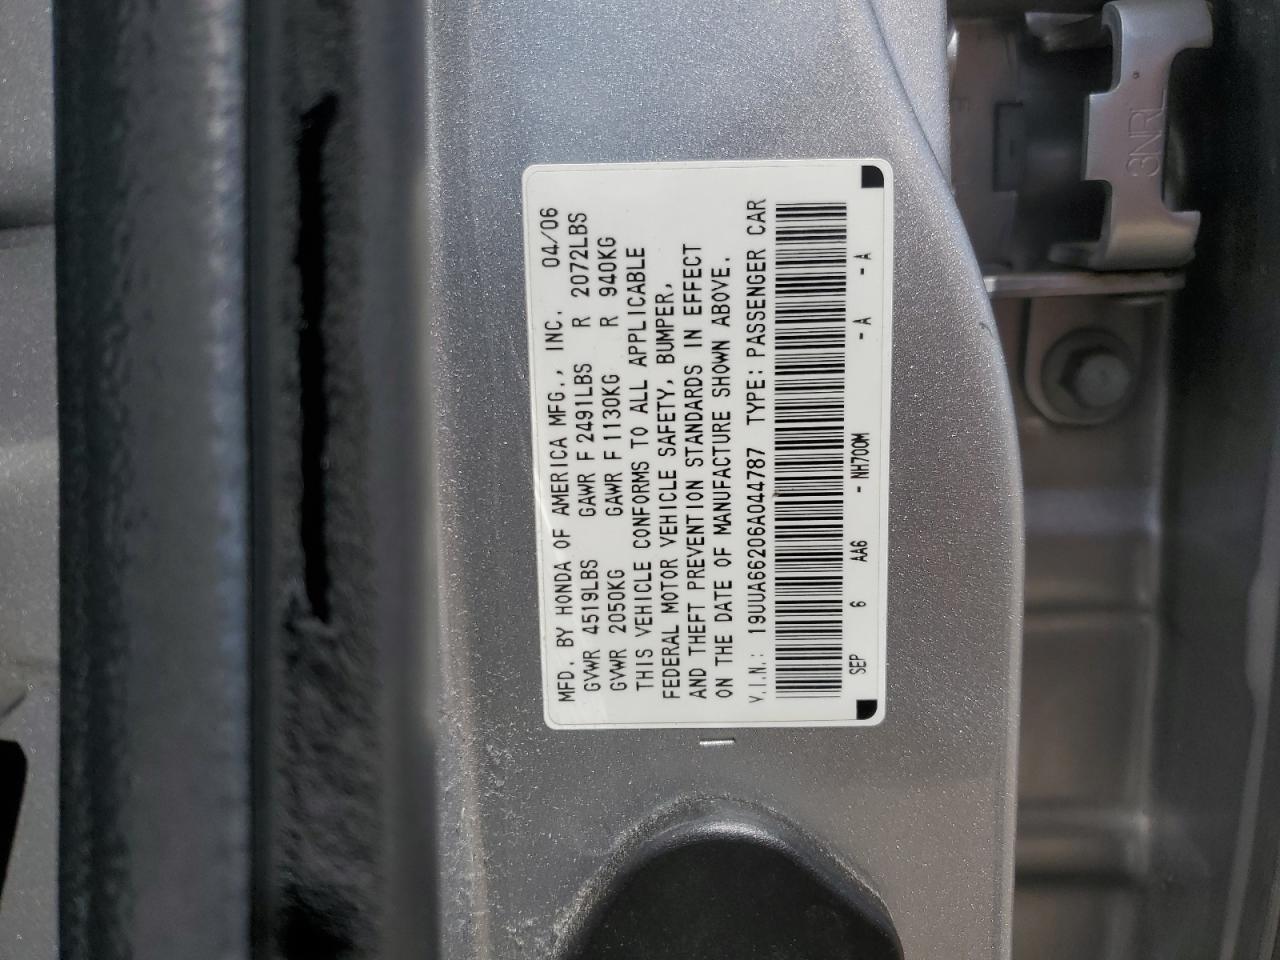 MFD. BY HONDA OF AMERICA MFG., INC. 04/06
GVWR 4519LBS GAWR F 2491LBS R 2072LBS
GVWR 2050KG GAWR F 1130KG R 940KG
THIS VEHICLE CONFORMS TO ALL APPLICABLE
FEDERAL MOTOR VEHICLE SAFETY, BUMPER,
AND THEFT PREVENTION STANDARDS IN EFFECT
ON THE DATE OF MANUFACTURE SHOWN ABOVE.
V.I.N.: 19UUA66206A044787 TYPE: PASSENGER CAR
SEP 6 AA6 - NH700M - A - A
3NRL